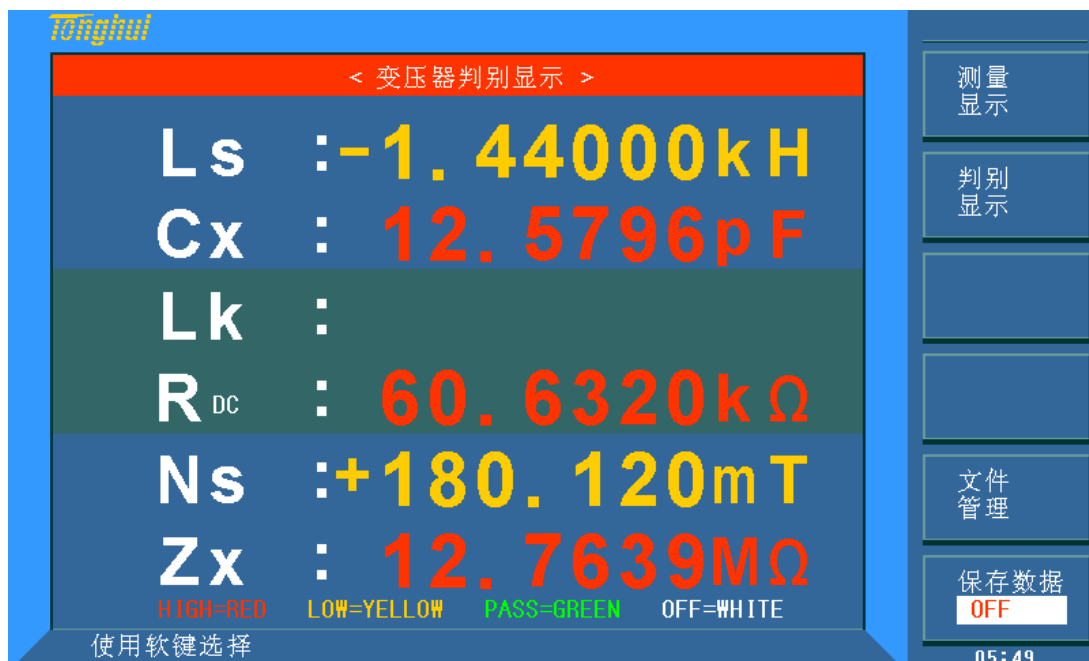 Tonghui
< 变压器判别显示 >
Ls :-1.44000kH
Cx : 12.5796pF
Lk :
RDC : 60.6320kΩ
Ns :+180.120mT
Zx : 12.7639MΩ
HIGH=RED LOW=YELLOW PASS=GREEN OFF=WHITE
使用软键选择
测量
显示
判别
显示
文件
管理
保存数据
OFF
05:49